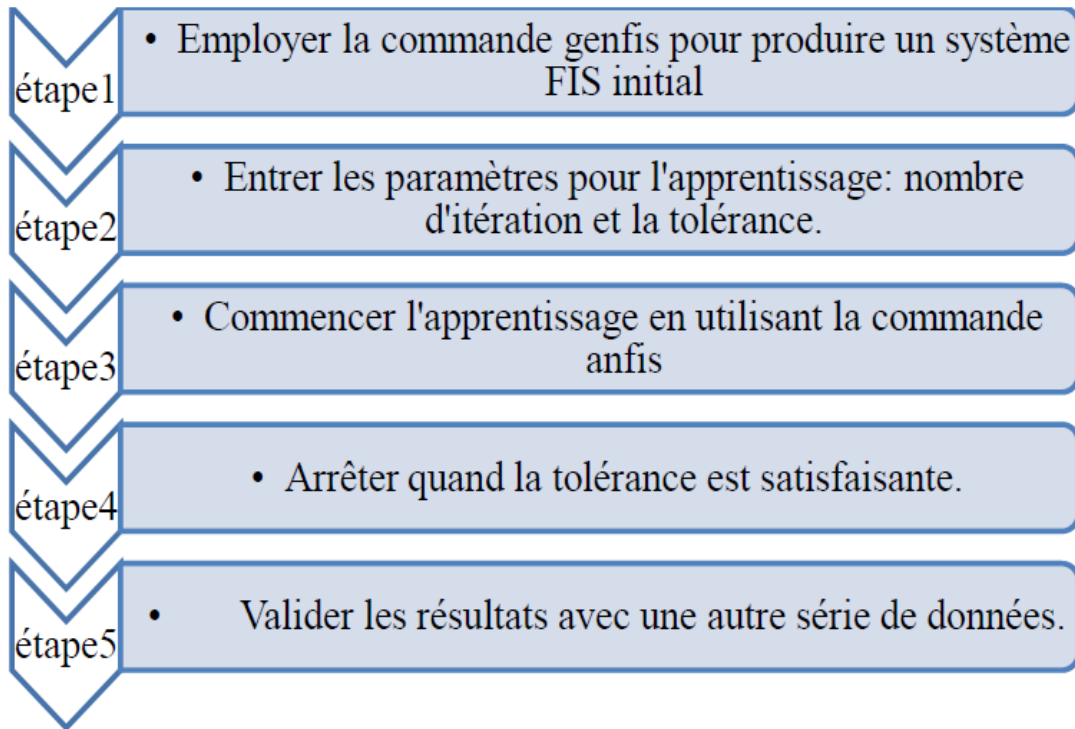 étape1
• Employer la commande genfis pour produire un système
FIS initial
étape2
• Entrer les paramètres pour l'apprentissage: nombre
d'itération et la tolérance.
étape3
• Commencer l'apprentissage en utilisant la commande
anfis
étape4
• Arrêter quand la tolérance est satisfaisante.
étape5
• Valider les résultats avec une autre série de données.